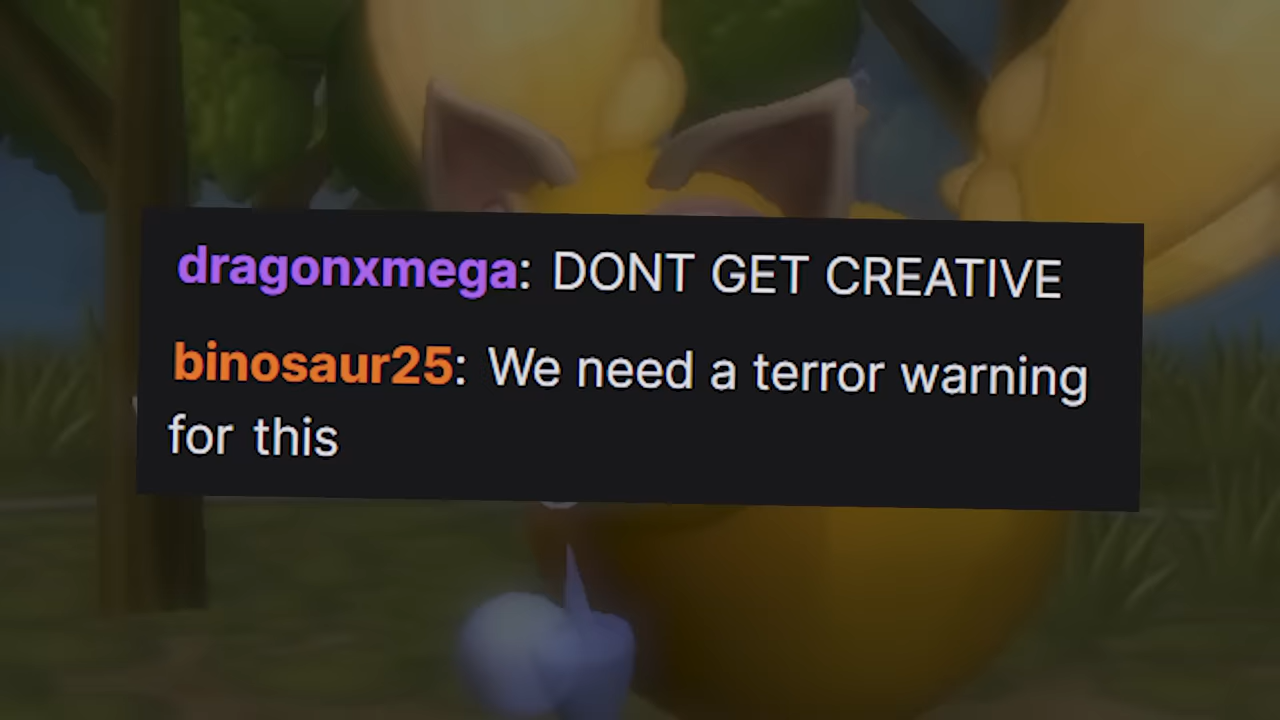 dragonxmega: DONT GET CREATIVE
binosaur25: We need a terror warning
for this